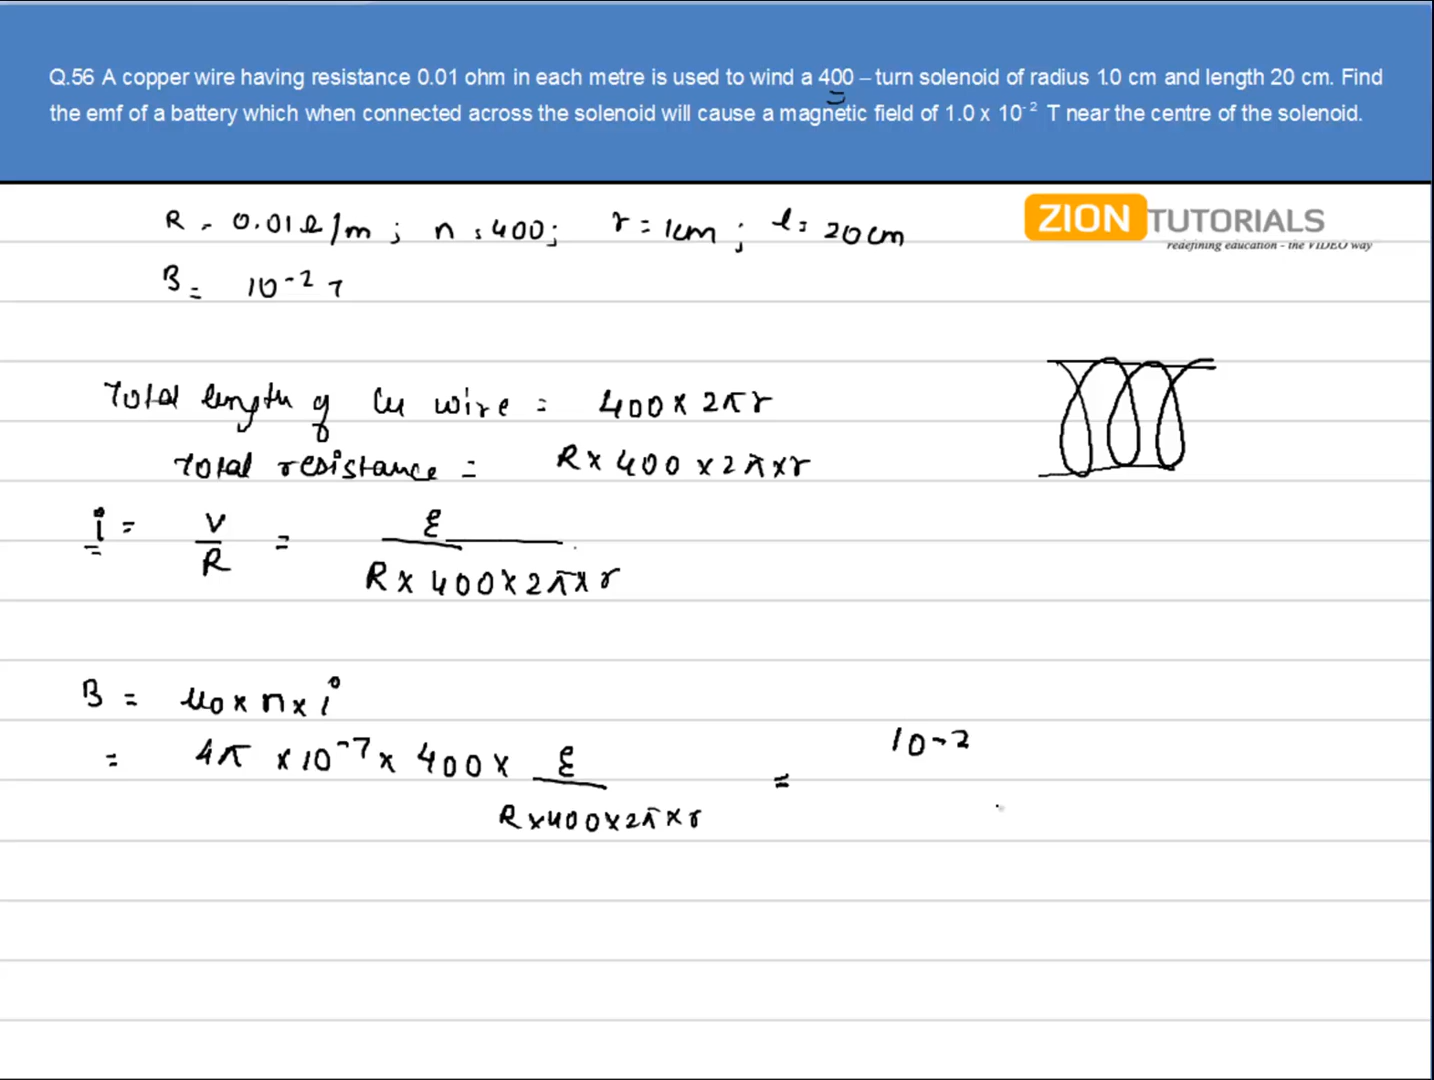 Q.56 A copper wire having resistance 0.01 ohm in each metre is used to wind a 400 – turn solenoid of radius 1.0 cm and length 20 cm. Find
the emf of a battery which when connected across the solenoid will cause a magnetic field of 1.0 x 10⁻² T near the centre of the solenoid.
ZION TUTORIALS
redefining education - the VIDEO way
R = 0.01Ω/m ; n = 400; r = 1cm ; l = 20 cm
B = 10⁻² T
Total length of Cu wire = 400 × 2πr
Total resistance = R × 400 × 2π × r
i = V/R = ε/(R × 400 × 2π × r)
B = μ0 × n × i
= 4π × 10⁻⁷ × 400 × ε/(R × 400 × 2π × r) = 10⁻²